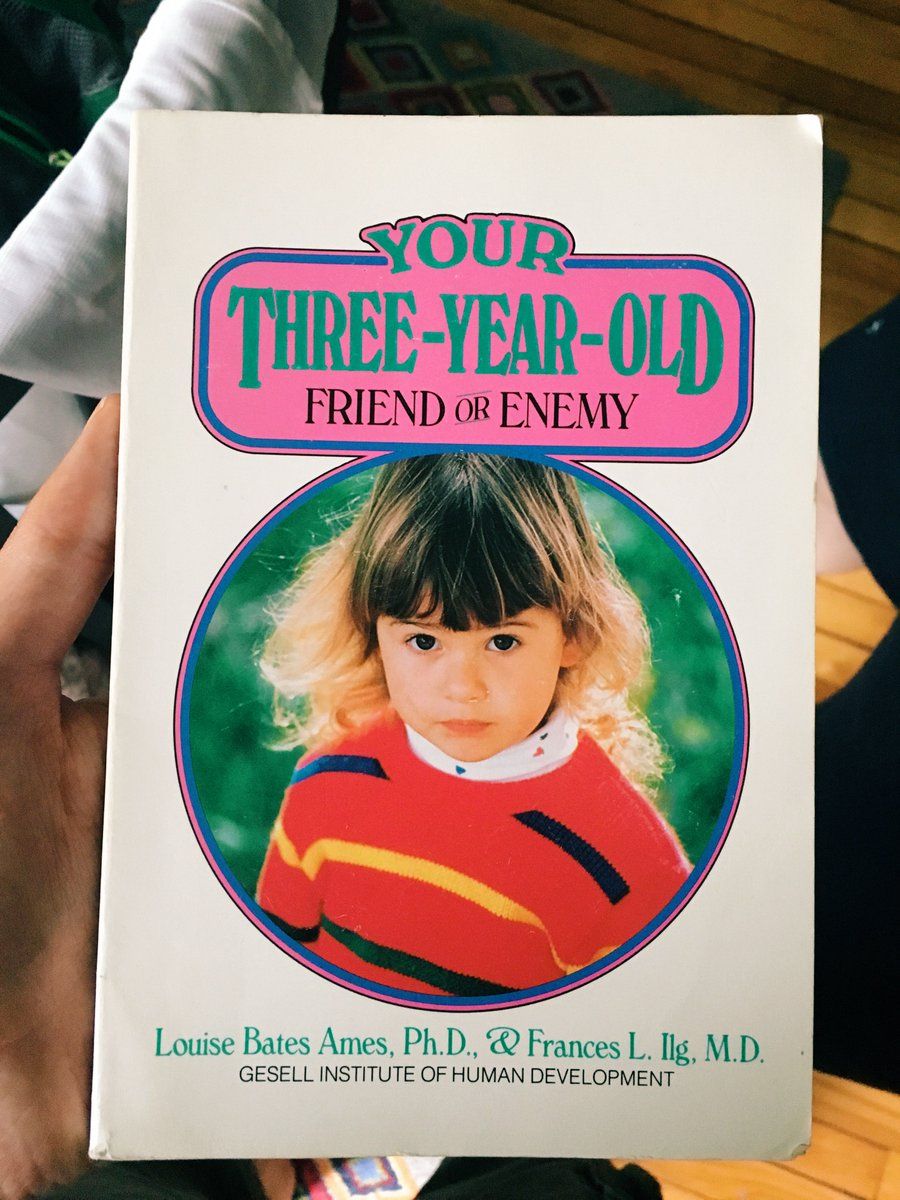 YOUR
THREE-YEAR-OLD
FRIEND OR ENEMY
Louise Bates Ames, Ph.D., & Frances L. Ilg, M.D.
GESELL INSTITUTE OF HUMAN DEVELOPMENT